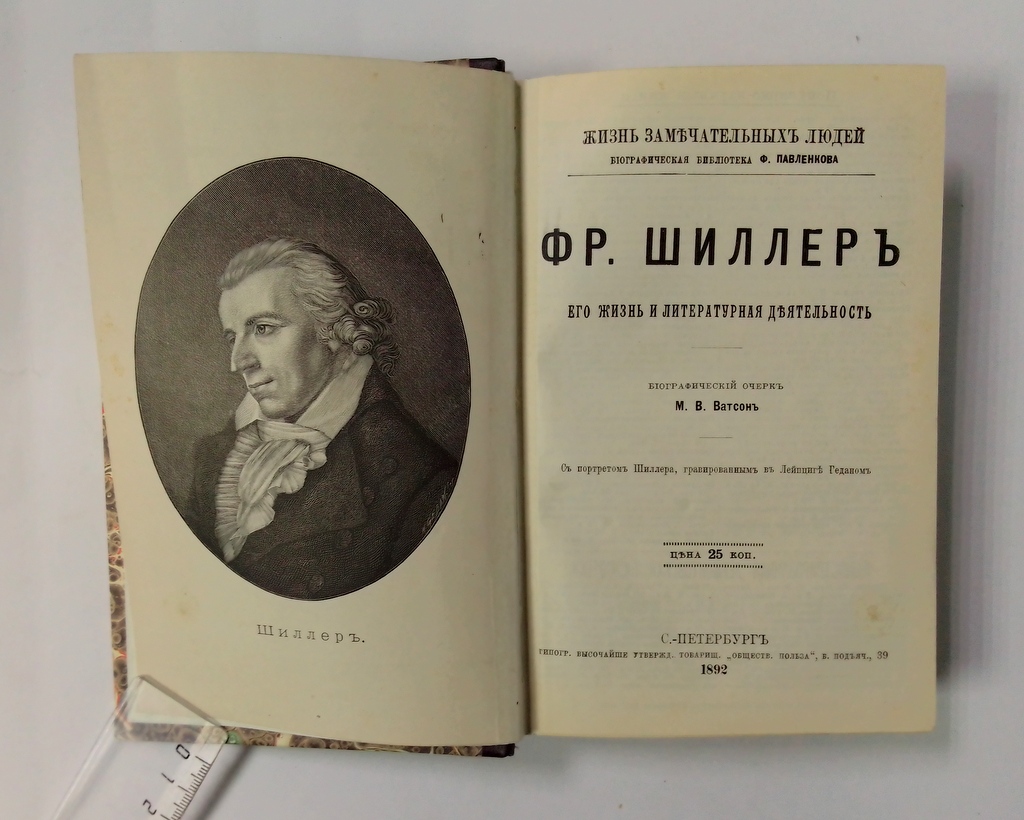 Шиллеръ.
ЖИЗНЬ ЗАМѢЧАТЕЛЬНЫХЪ ЛЮДЕЙ
БІОГРАФИЧЕСКАЯ БИБЛІОТЕКА Ф. ПАВЛЕНКОВА
ФР. ШИЛЛЕРЪ
ЕГО ЖИЗНЬ И ЛИТЕРАТУРНАЯ ДѢЯТЕЛЬНОСТЬ
БІОГРАФИЧЕСКІЙ ОЧЕРКЪ
М. В. Ватсонъ
Съ портретомъ Шиллера, гравированнымъ въ Лейпцигѣ Геданомъ
ЦѢНА 25 КОП.
С.-ПЕТЕРБУРГЪ
ТИПОГР. ВЫСОЧАЙШЕ УТВЕРЖД. ТОВАРИЩ. „ОБЩЕСТВ. ПОЛЬЗА", Б. ПОДЪЯЧ., 39
1892
0 1 2